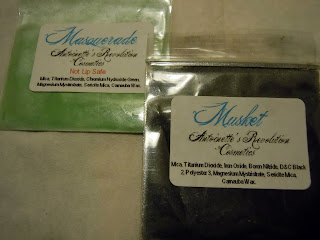 Masquerade
Antoinette's Revolution
Cosmetics
Not Lip Safe
Mica, Titanium Dioxide, Chromium Hydroxide Green,
Magnesium Myristate, Sericite Mica, Carnauba Wax.
Musket
Antoinette's Revolution
Cosmetics
Mica, Titanium Dioxide, Iron Oxide, Boron Nitride, D&C Black
2, Polyester 3, Magnesium Myristate, Sericite Mica,
Carnauba Wax.